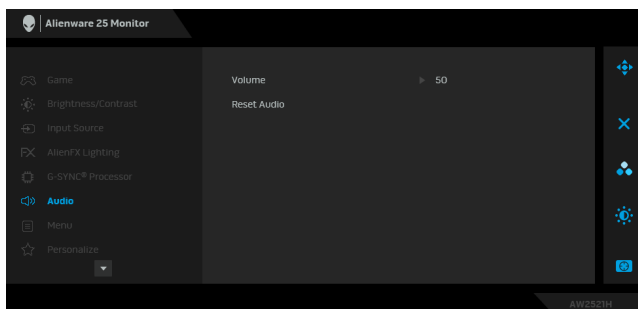 Alienware 25 Monitor
Game
Brightness/Contrast
Input Source
AlienFX Lighting
G-SYNC® Processor
Audio
Menu
Personalize
Volume 50
Reset Audio
AW2521H